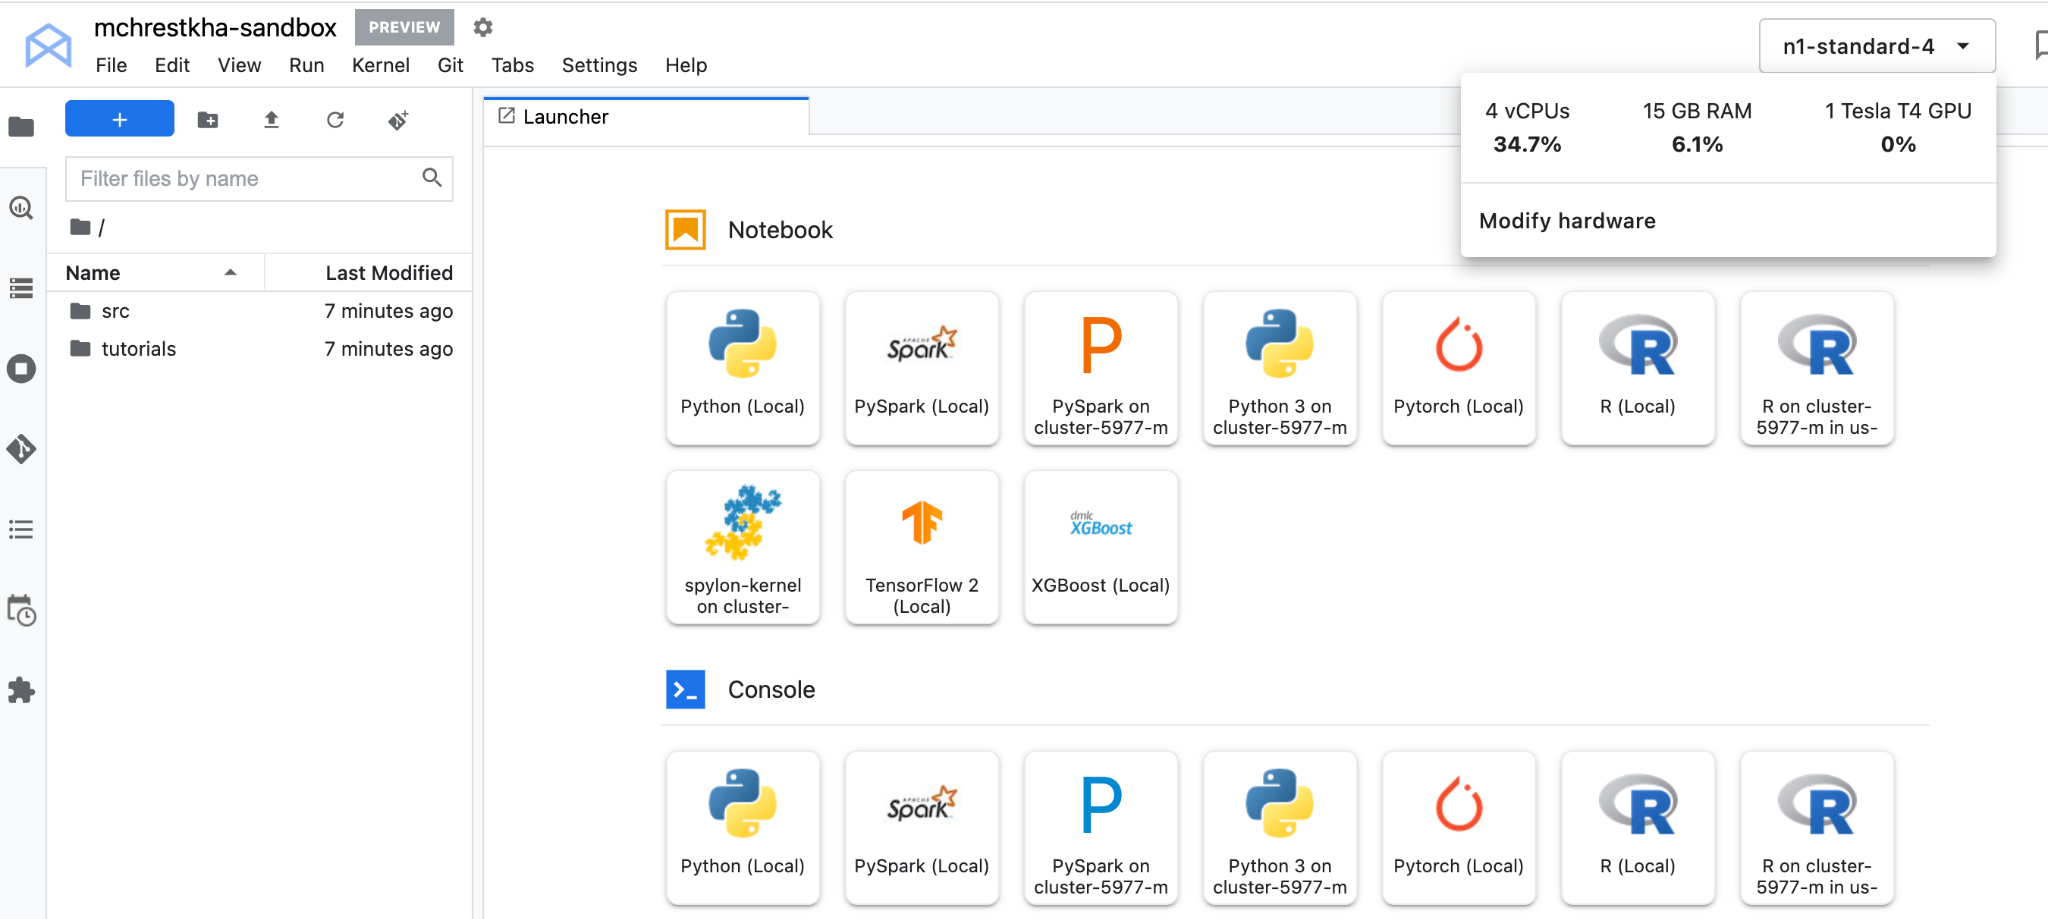 mchrestkha-sandbox PREVIEW
File Edit View Run Kernel Git Tabs Settings Help
n1-standard-4
4 vCPUs 15 GB RAM 1 Tesla T4 GPU
34.7% 6.1% 0%
Modify hardware
+
Filter files by name
/
Name Last Modified
src 7 minutes ago
tutorials 7 minutes ago
Launcher
Notebook
Python (Local)
APACHE
Spark
PySpark (Local)
P
PySpark on
cluster-5977-m
Python 3 on
cluster-5977-m
Pytorch (Local)
R
R (Local)
R
R on cluster-
5977-m in us-
spylon-kernel
on cluster-
TensorFlow 2
(Local)
dmlc
XGBoost
XGBoost (Local)
Console
Python (Local)
APACHE
Spark
PySpark (Local)
P
PySpark on
cluster-5977-m
Python 3 on
cluster-5977-m
Pytorch (Local)
R
R (Local)
R
R on cluster-
5977-m in us-